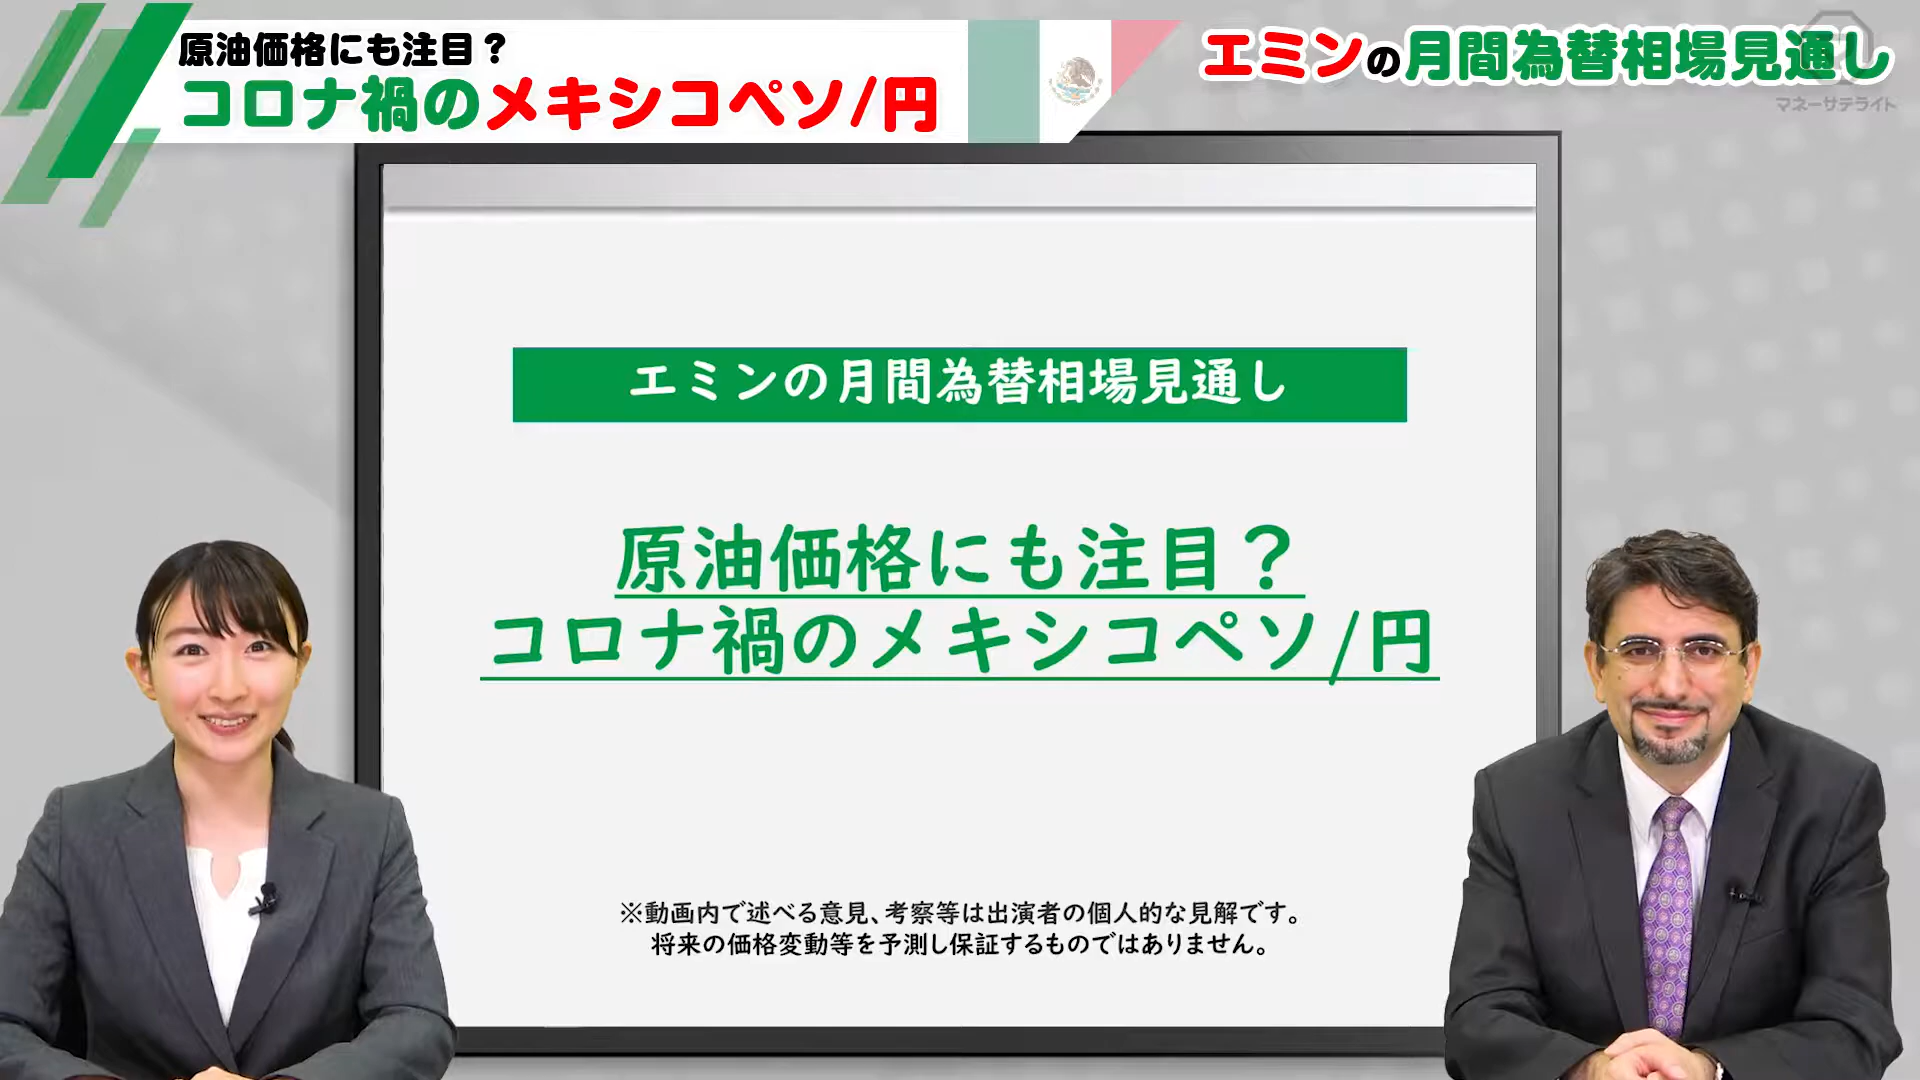 原油価格にも注目？
コロナ禍のメキシコペソ/円
エミンの月間為替相場見通し
マネーサテライト
エミンの月間為替相場見通し
原油価格にも注目？
コロナ禍のメキシコペソ/円
※動画内で述べる意見、考察等は出演者の個人的な見解です。
将来の価格変動等を予測し保証するものではありません。